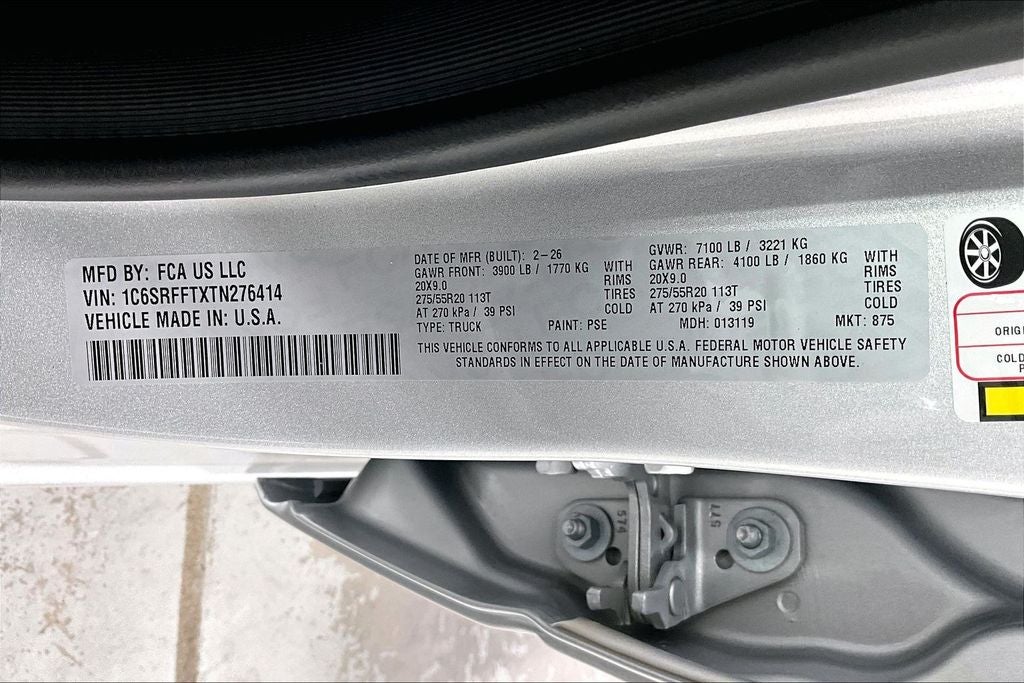 MFD BY: FCA US LLC
VIN: 1C6SRFFTXTN276414
VEHICLE MADE IN: U.S.A.
DATE OF MFR (BUILT): 2-26
GAWR FRONT: 3900 LB / 1770 KG WITH
20X9.0 RIMS
275/55R20 113T TIRES
AT 270 kPa / 39 PSI COLD
TYPE: TRUCK PAINT: PSE
GVWR: 7100 LB / 3221 KG
GAWR REAR: 4100 LB / 1860 KG WITH
20X9.0 RIMS
275/55R20 113T TIRES
AT 270 kPa / 39 PSI COLD
MDH: 013119 MKT: 875
THIS VEHICLE CONFORMS TO ALL APPLICABLE U.S.A. FEDERAL MOTOR VEHICLE SAFETY
STANDARDS IN EFFECT ON THE DATE OF MANUFACTURE SHOWN ABOVE.
COLD
574